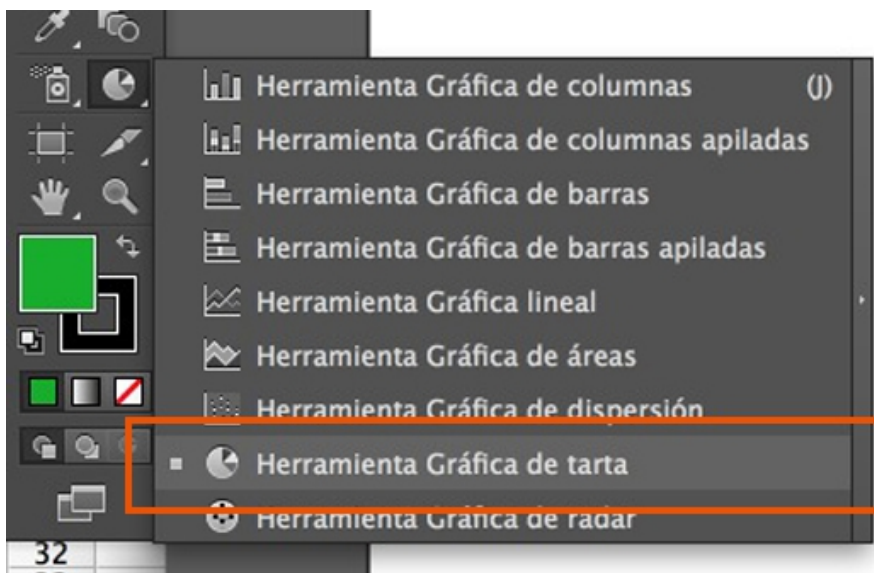 Herramienta Gráfica de columnas (J)
Herramienta Gráfica de columnas apiladas
Herramienta Gráfica de barras
Herramienta Gráfica de barras apiladas
Herramienta Gráfica lineal
Herramienta Gráfica de áreas
Herramienta Gráfica de dispersión
Herramienta Gráfica de tarta
Herramienta Gráfica de radar
32